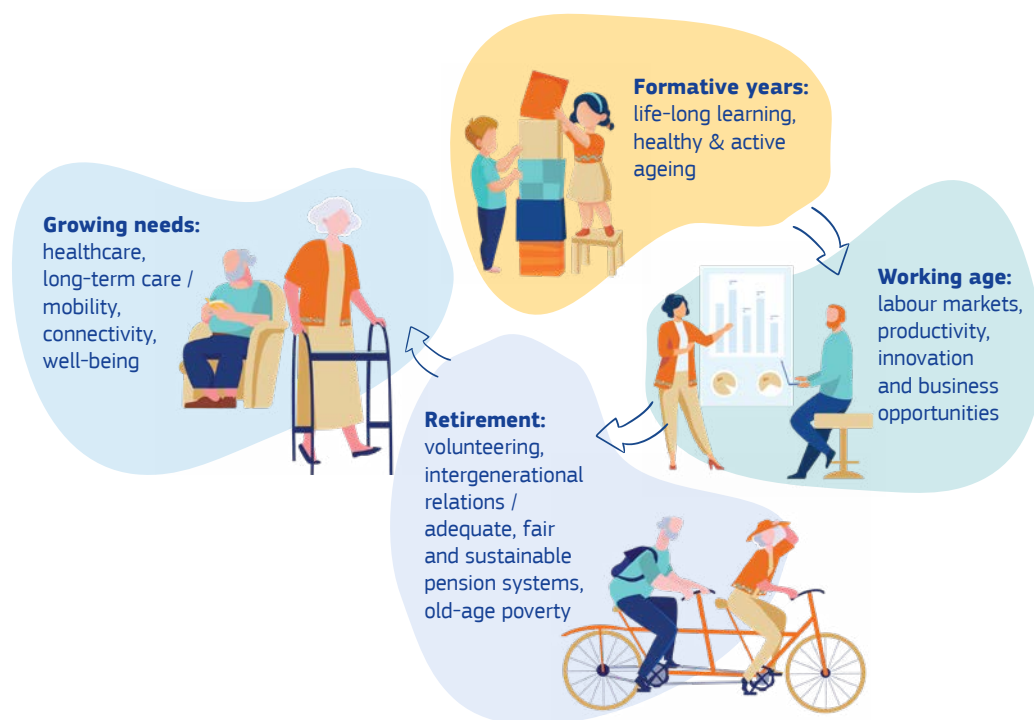 Formative years:
life-long learning,
healthy & active
ageing
Working age:
labour markets,
productivity,
innovation
and business
opportunities
Retirement:
volunteering,
intergenerational
relations /
adequate, fair
and sustainable
pension systems,
old-age poverty
Growing needs:
healthcare,
long-term care /
mobility,
connectivity,
well-being